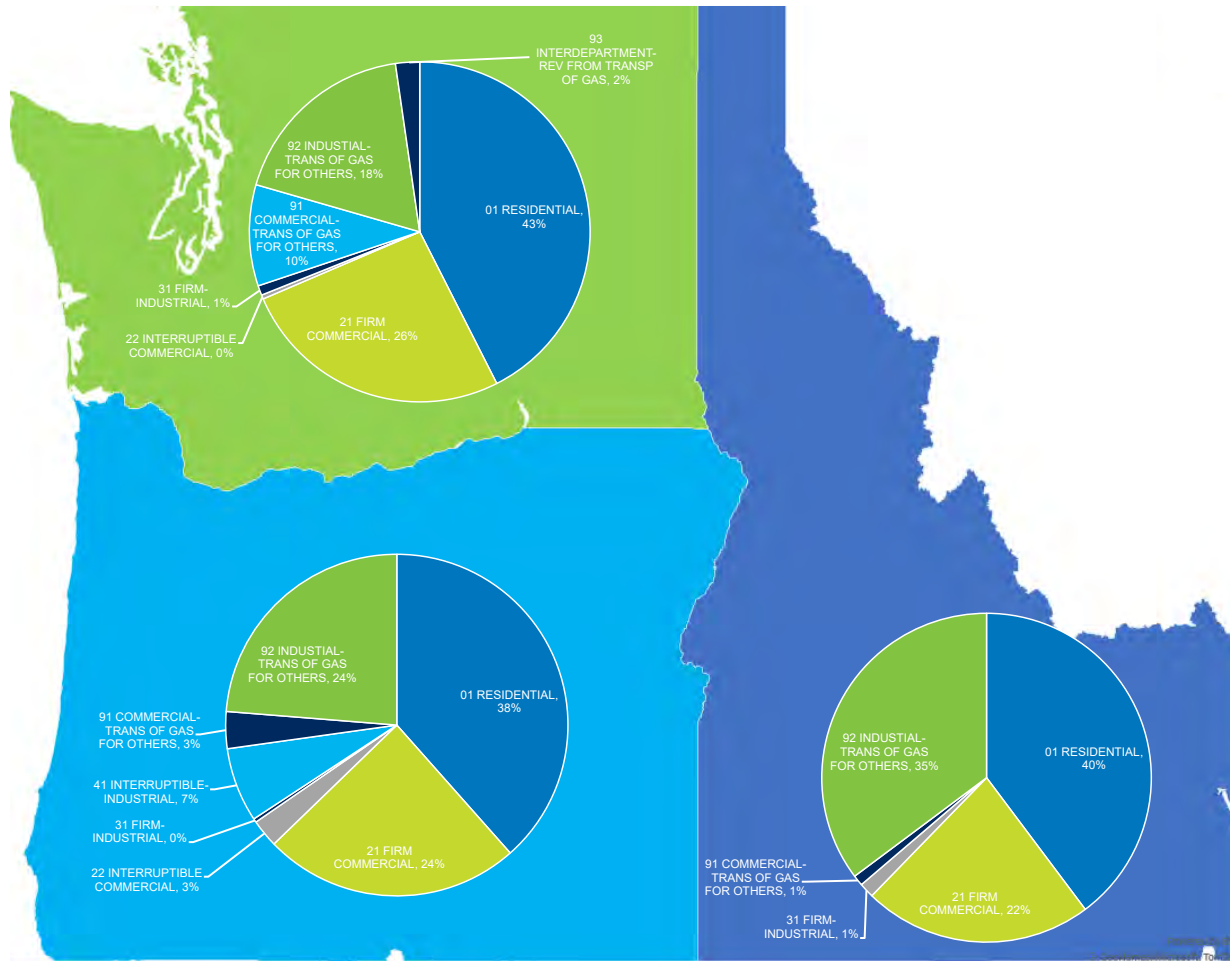 93
INTERDEPARTMENT-
REV FROM TRANSP
OF GAS, 2%
92 INDUSTIAL-
TRANS OF GAS
FOR OTHERS, 18%
01 RESIDENTIAL,
43%
91
COMMERCIAL-
TRANS OF GAS
FOR OTHERS,
10%
31 FIRM-
INDUSTRIAL, 1%
22 INTERRUPTIBLE
COMMERCIAL, 0%
21 FIRM
COMMERCIAL, 26%
92 INDUSTIAL-
TRANS OF GAS
FOR OTHERS, 24%
01 RESIDENTIAL,
38%
91 COMMERCIAL-
TRANS OF GAS
FOR OTHERS, 3%
41 INTERRUPTIBLE-
INDUSTRIAL, 7%
31 FIRM-
INDUSTRIAL, 0%
22 INTERRUPTIBLE
COMMERCIAL, 3%
21 FIRM
COMMERCIAL, 24%
92 INDUSTIAL-
TRANS OF GAS
FOR OTHERS, 35%
01 RESIDENTIAL,
40%
91 COMMERCIAL-
TRANS OF GAS
FOR OTHERS, 1%
31 FIRM-
INDUSTRIAL, 1%
21 FIRM
COMMERCIAL, 22%